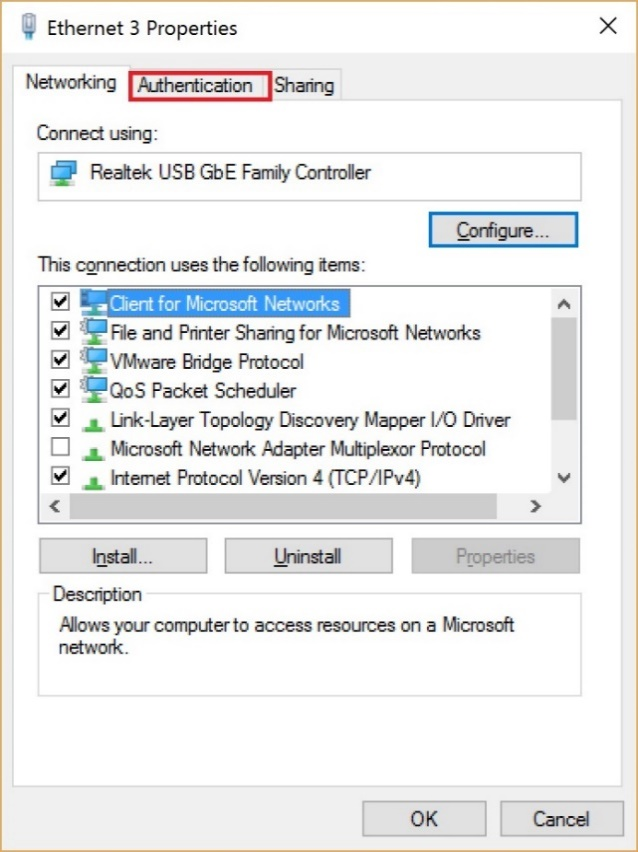 Ethernet 3 Properties
Networking Authentication Sharing
Connect using:
Realtek USB GbE Family Controller
Configure...
This connection uses the following items:
Client for Microsoft Networks
File and Printer Sharing for Microsoft Networks
VMware Bridge Protocol
QoS Packet Scheduler
Link-Layer Topology Discovery Mapper I/O Driver
Microsoft Network Adapter Multiplexor Protocol
Internet Protocol Version 4 (TCP/IPv4)
Install... Uninstall Properties
Description
Allows your computer to access resources on a Microsoft
network.
OK Cancel